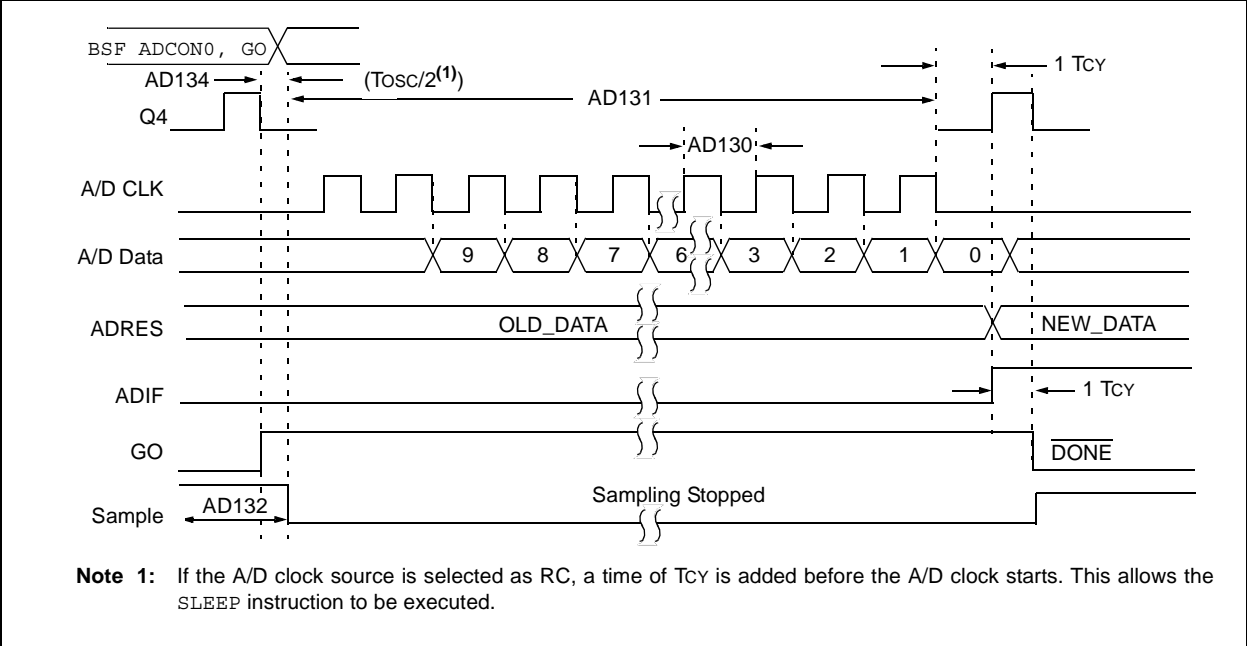 BSF ADCON0, GO
1 TCY
AD134
(TOSC/2(1))
AD131
Q4
AD130
A/D CLK
A/D Data
9 8 7 6 3 2 1 0
ADRES
OLD_DATA
NEW_DATA
ADIF
1 TCY
GO
DONE
Sampling Stopped
AD132
Sample
Note 1: If the A/D clock source is selected as RC, a time of TCY is added before the A/D clock starts. This allows the
SLEEP instruction to be executed.